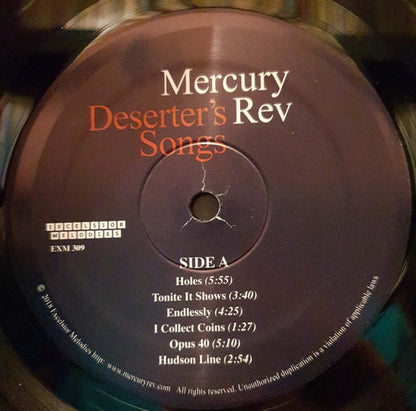 Mercury
Deserter's Rev
Songs
EXCELSIOR
MELODIES
EXM 309
SIDE A
Holes (5:55)
Tonite It Shows (3:40)
Endlessly (4:25)
I Collect Coins (1:27)
Opus 40 (5:10)
Hudson Line (2:54)
© 2018 Excelsior Melodies http: www.mercuryrev.com All rights reserved. Unauthorized duplication is a violation of applicable laws